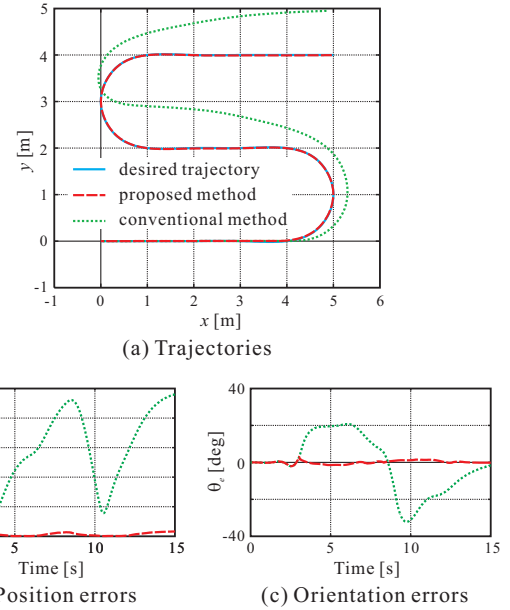 5
4
3
2
1
0
-1
y [m]
desired trajectory
proposed method
conventional method
-1 0 1 2 3 4 5 6
x [m]
(a) Trajectories
5 10 15
Time [s]
Position errors
40
0
-40
θe [deg]
0 5 10 15
Time [s]
(c) Orientation errors